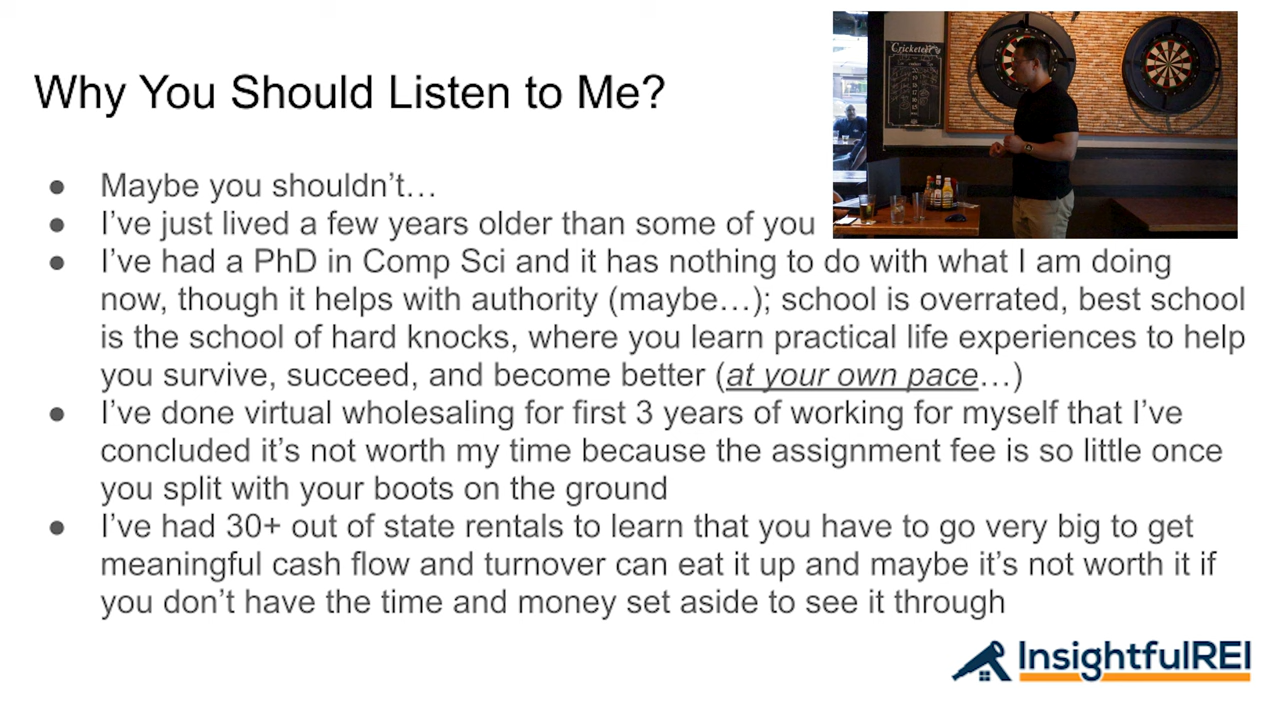 Why You Should Listen to Me?
Cricketeer
● Maybe you shouldn't…
● I've just lived a few years older than some of you
● I've had a PhD in Comp Sci and it has nothing to do with what I am doing
now, though it helps with authority (maybe…); school is overrated, best school
is the school of hard knocks, where you learn practical life experiences to help
you survive, succeed, and become better (at your own pace…)
● I've done virtual wholesaling for first 3 years of working for myself that I've
concluded it's not worth my time because the assignment fee is so little once
you split with your boots on the ground
● I've had 30+ out of state rentals to learn that you have to go very big to get
meaningful cash flow and turnover can eat it up and maybe it's not worth it if
you don't have the time and money set aside to see it through
InsightfulREI